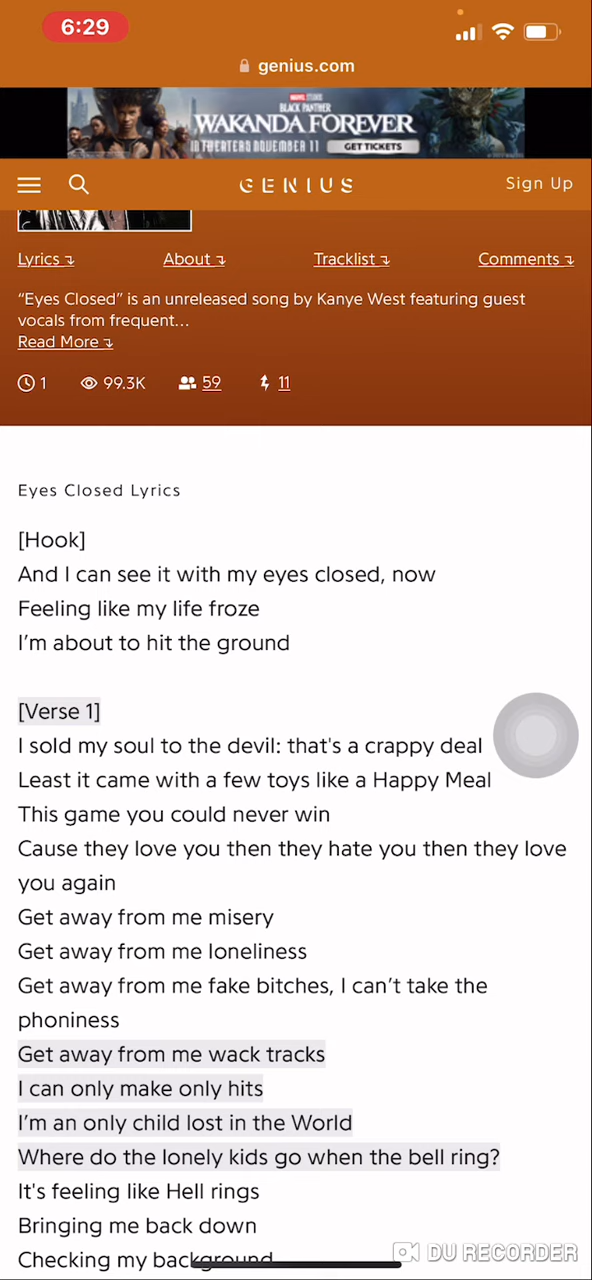 6:29
genius.com
MARVEL STUDIOS
BLACK PANTHER
WAKANDA FOREVER
IN THEATERS NOVEMBER 11 GET TICKETS
GENIUS
Sign Up
Lyrics About Tracklist Comments
“Eyes Closed” is an unreleased song by Kanye West featuring guest
vocals from frequent...
Read More
1 99.3K 59 11
Eyes Closed Lyrics
[Hook]
And I can see it with my eyes closed, now
Feeling like my life froze
I’m about to hit the ground
[Verse 1]
I sold my soul to the devil: that's a crappy deal
Least it came with a few toys like a Happy Meal
This game you could never win
Cause they love you then they hate you then they love
you again
Get away from me misery
Get away from me loneliness
Get away from me fake bitches, I can’t take the
phoniness
Get away from me wack tracks
I can only make only hits
I’m an only child lost in the World
Where do the lonely kids go when the bell ring?
It's feeling like Hell rings
Bringing me back down
Checking my background
DU RECORDER